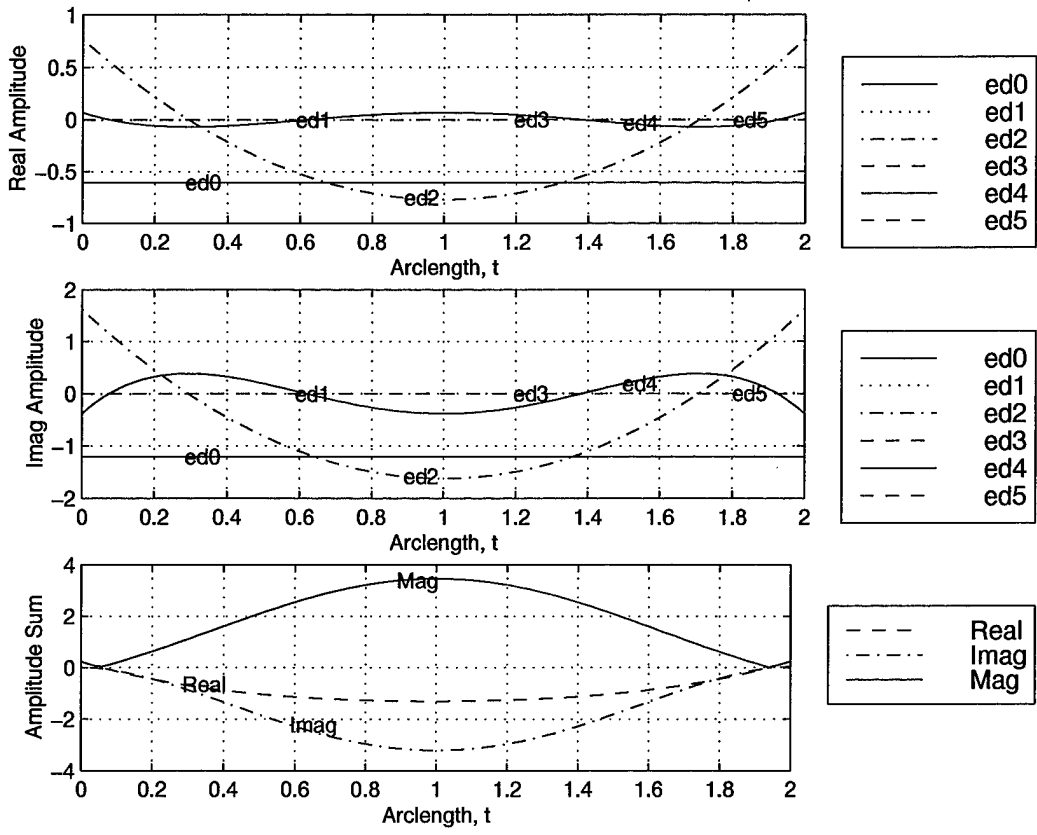 Real Amplitude
1
0.5
0
−0.5
−1
ed0
ed1
ed2
ed3
ed4
ed5
0 0.2 0.4 0.6 0.8 1 1.2 1.4 1.6 1.8 2
Arclength, t
ed0
ed1
ed2
ed3
ed4
ed5
Imag Amplitude
2
1
0
−1
−2
ed0
ed1
ed2
ed3
ed4
ed5
0 0.2 0.4 0.6 0.8 1 1.2 1.4 1.6 1.8 2
Arclength, t
ed0
ed1
ed2
ed3
ed4
ed5
Amplitude Sum
4
2
0
−2
−4
Mag
Real
Imag
0 0.2 0.4 0.6 0.8 1 1.2 1.4 1.6 1.8 2
Arclength, t
Real
Imag
Mag